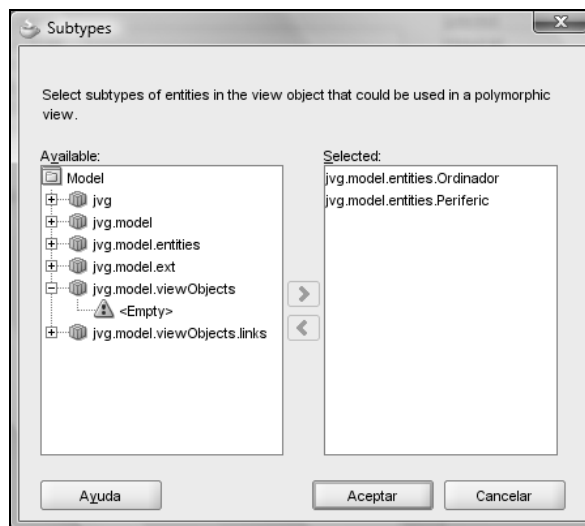 Subtypes
Select subtypes of entities in the view object that could be used in a polymorphic
view.
Available:
Model
jvg
jvg.model
jvg.model.entities
jvg.model.ext
jvg.model.viewObjects
<Empty>
jvg.model.viewObjects.links
Selected:
jvg.model.entities.Ordinador
jvg.model.entities.Periferic
Ayuda
Aceptar
Cancelar